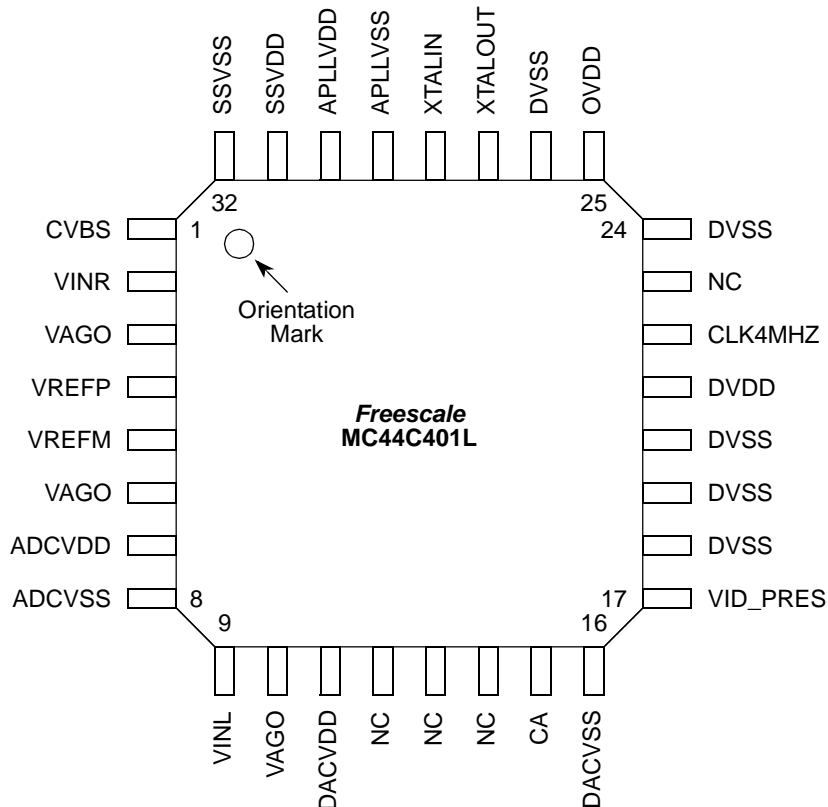 SSVSS
SSVDD
APLLVDD
APLLVSS
XTALIN
XTALOUT
DVSS
OVDD
32
25
CVBS
1
24
DVSS
VINR
NC
Orientation
Mark
VAGO
CLK4MHZ
VREFP
DVDD
Freescale
MC44C401L
VREFM
DVSS
VAGO
DVSS
ADCVDD
DVSS
ADCVSS
8
17
VID_PRES
9
16
VINL
VAGO
DACVDD
NC
NC
NC
CA
DACVSS